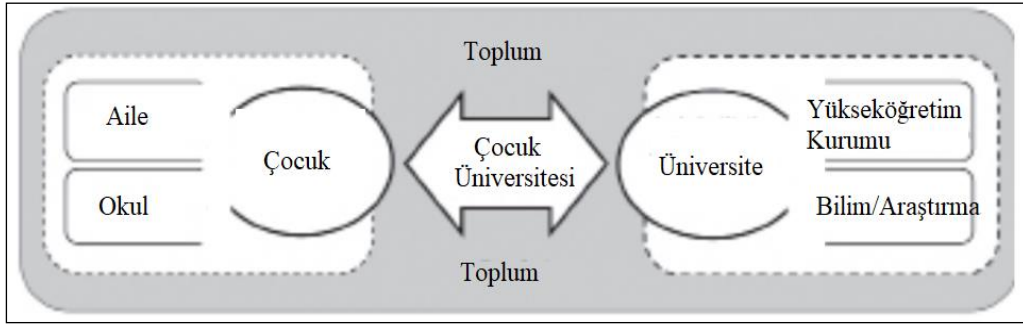 Toplum
Aile
Okul
Çocuk
Çocuk
Üniversitesi
Üniversite
Yükseköğretim
Kurumu
Bilim/Araştırma
Toplum